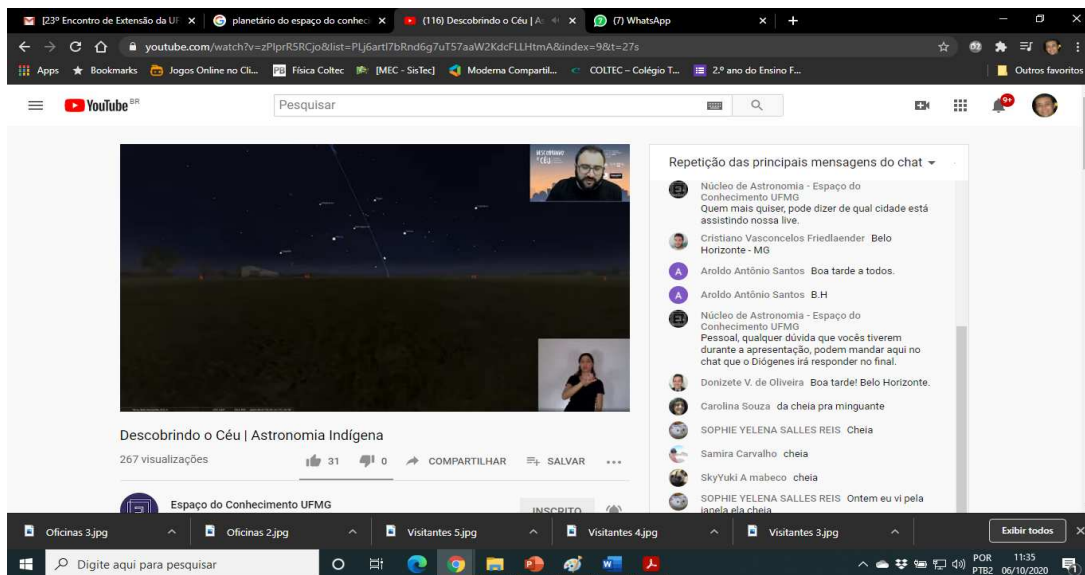 [23º Encontro de Extensão da UF
planetário do espaço do conheci
(116) Descobrindo o Céu | As
(7) WhatsApp
youtube.com/watch?v=zPlprR5RCjo&list=PLj6artl7bRnd6g7uT57aaW2KdcFLLHtmA&index=9&t=27s
Apps
Bookmarks
Jogos Online no Cli...
Física Coltec
[MEC - SisTec]
Moderna Compartil...
COLTEC – Colégio T...
2.º ano do Ensino F...
Outros favoritos
YouTube BR
Pesquisar
9+
DESCOBRINDO
O CÉU
Repetição das principais mensagens do chat
Núcleo de Astronomia - Espaço do
Conhecimento UFMG
Quem mais quiser, pode dizer de qual cidade está
assistindo nossa live.
Cristiano Vasconcelos Friedlaender Belo
Horizonte - MG
A
Aroldo Antônio Santos Boa tarde a todos.
A
Aroldo Antônio Santos B.H
Núcleo de Astronomia - Espaço do
Conhecimento UFMG
Pessoal, qualquer dúvida que vocês tiverem
durante a apresentação, podem mandar aqui no
chat que o Diógenes irá responder no final.
Donizete V. de Oliveira Boa tarde! Belo Horizonte.
Carolina Souza da cheia pra minguante
SOPHIE YELENA SALLES REIS Cheia
Samira Carvalho cheia
SkyYuki A mabeco cheia
SOPHIE YELENA SALLES REIS Ontem eu vi pela
janela ela cheia
Descobrindo o Céu | Astronomia Indígena
267 visualizações
31
0
COMPARTILHAR
SALVAR
Espaço do Conhecimento UFMG
INSCRITO
Oficinas 3.jpg
Oficinas 2.jpg
Visitantes 5.jpg
Visitantes 4.jpg
Visitantes 3.jpg
Exibir todos
Digite aqui para pesquisar
POR
PTB2
11:35
06/10/2020